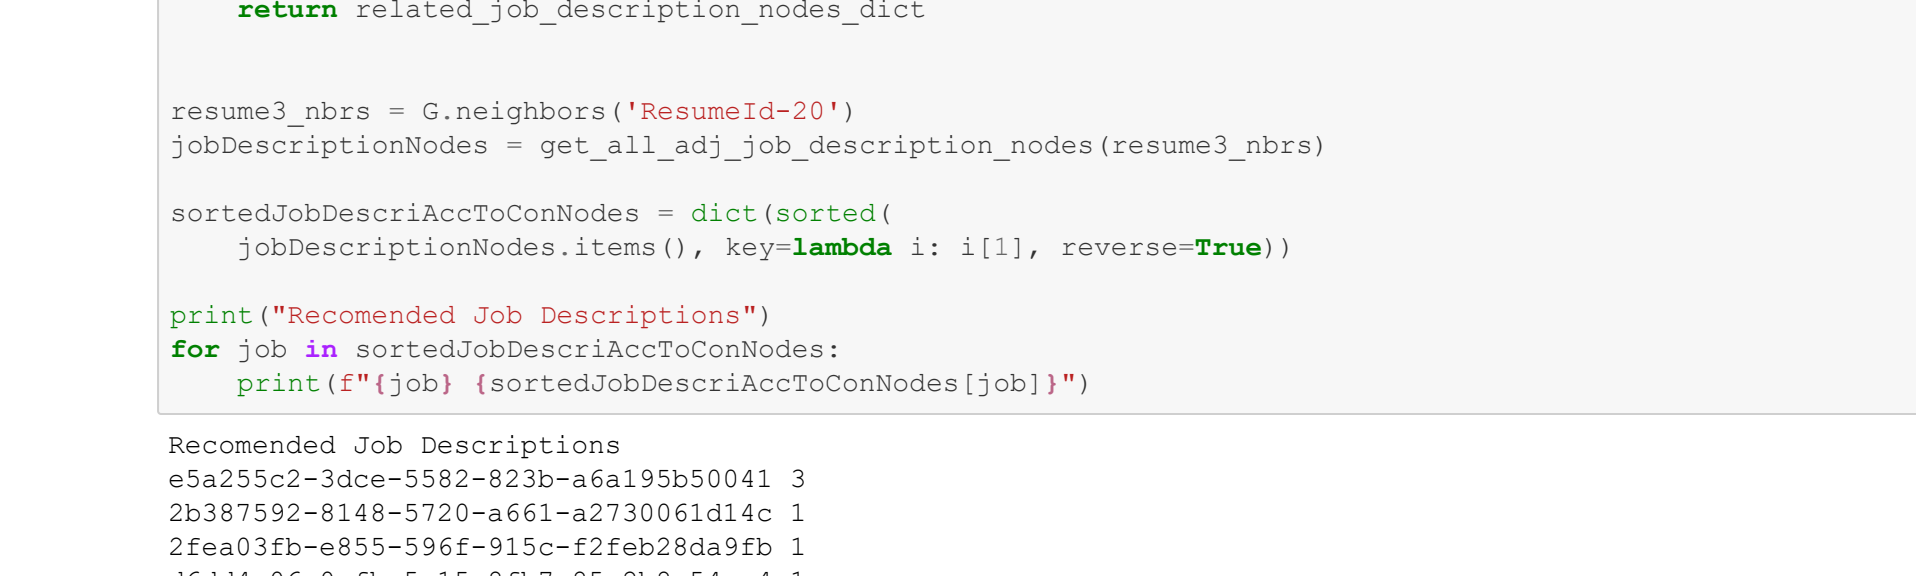 return related_job_description_nodes_dict
resume3_nbrs = G.neighbors('ResumeId-20')
jobDescriptionNodes = get_all_adj_job_description_nodes(resume3_nbrs)
sortedJobDescriAccToConNodes = dict(sorted(
    jobDescriptionNodes.items(), key=lambda i: i[1], reverse=True))
print("Recomended Job Descriptions")
for job in sortedJobDescriAccToConNodes:
    print(f"{job} {sortedJobDescriAccToConNodes[job]}")
Recomended Job Descriptions
e5a255c2-3dce-5582-823b-a6a195b50041 3
2b387592-8148-5720-a661-a2730061d14c 1
2fea03fb-e855-596f-915c-f2feb28da9fb 1